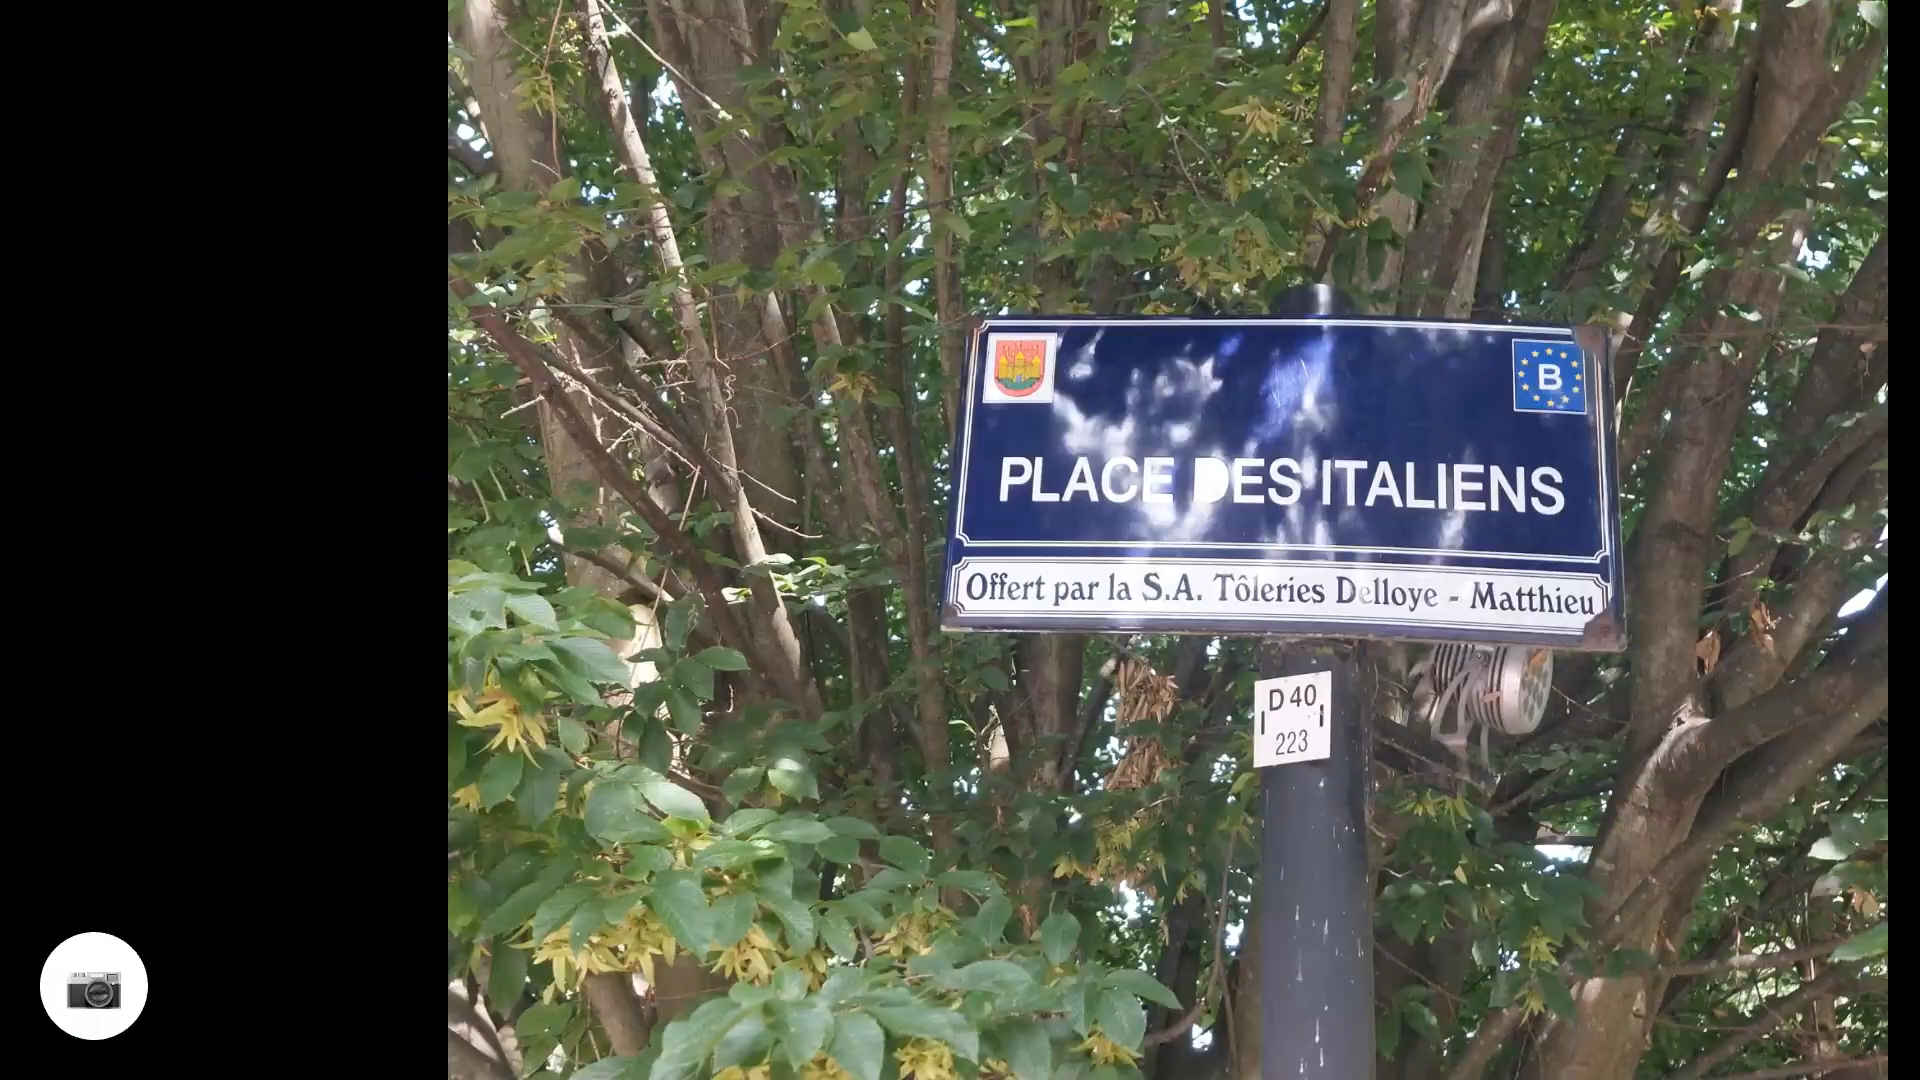 B
PLACE DES ITALIENS
Offert par la S.A. Tôleries Delloye - Matthieu
D 40
223